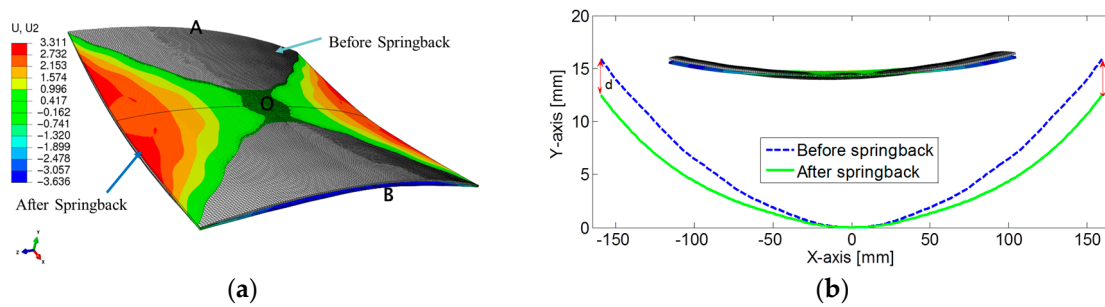 U, U2
3.311
2.732
2.153
1.574
0.996
0.417
-0.162
-0.741
-1.320
-1.899
-2.478
-3.057
-3.636
A
Before Springback
O
B
After Springback
Y
Z
X
(a)
Y-axis [mm]
20
15
10
5
0
d
Before springback
After springback
-150
-100
-50
0
50
100
150
X-axis [mm]
(b)